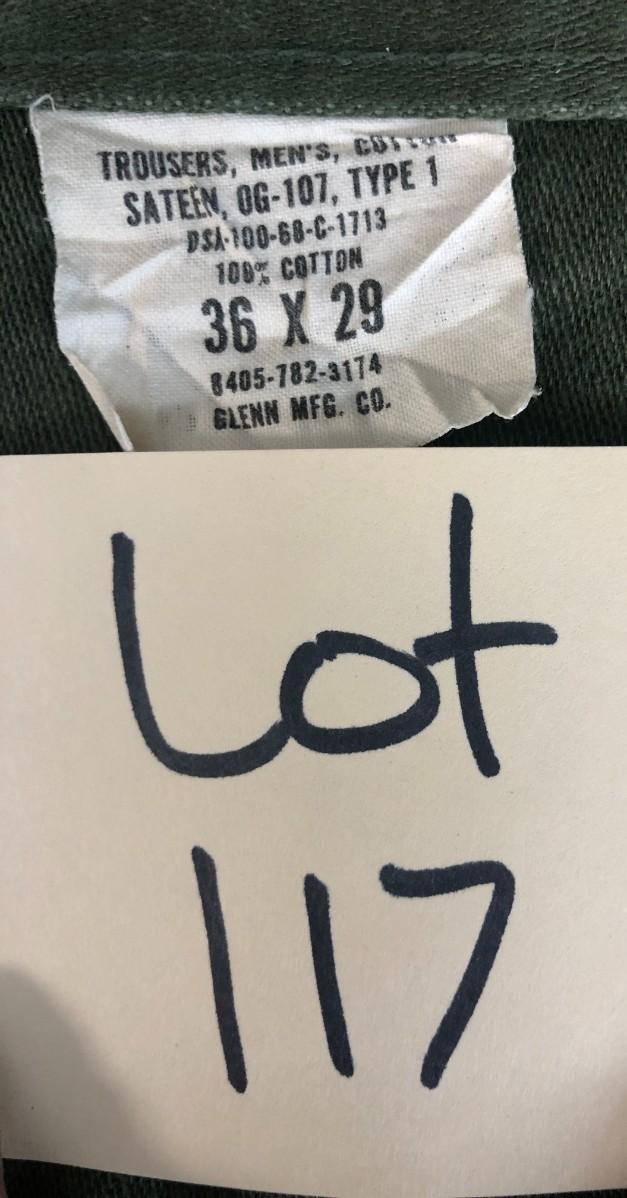 TROUSERS, MEN'S, COTTON
SATEEN, OG-107, TYPE 1
DSA-100-68-C-1713
100% COTTON
36 X 29
8405-782-3174
GLENN MFG. CO.
Lot
117